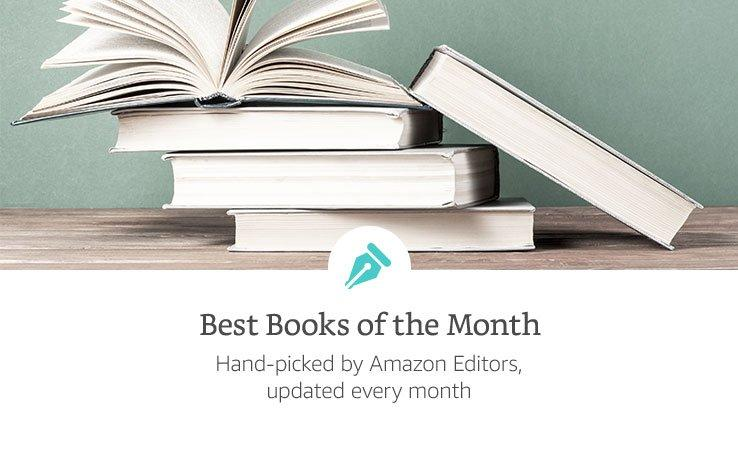 Best Books of the Month
Hand-picked by Amazon Editors,
updated every month